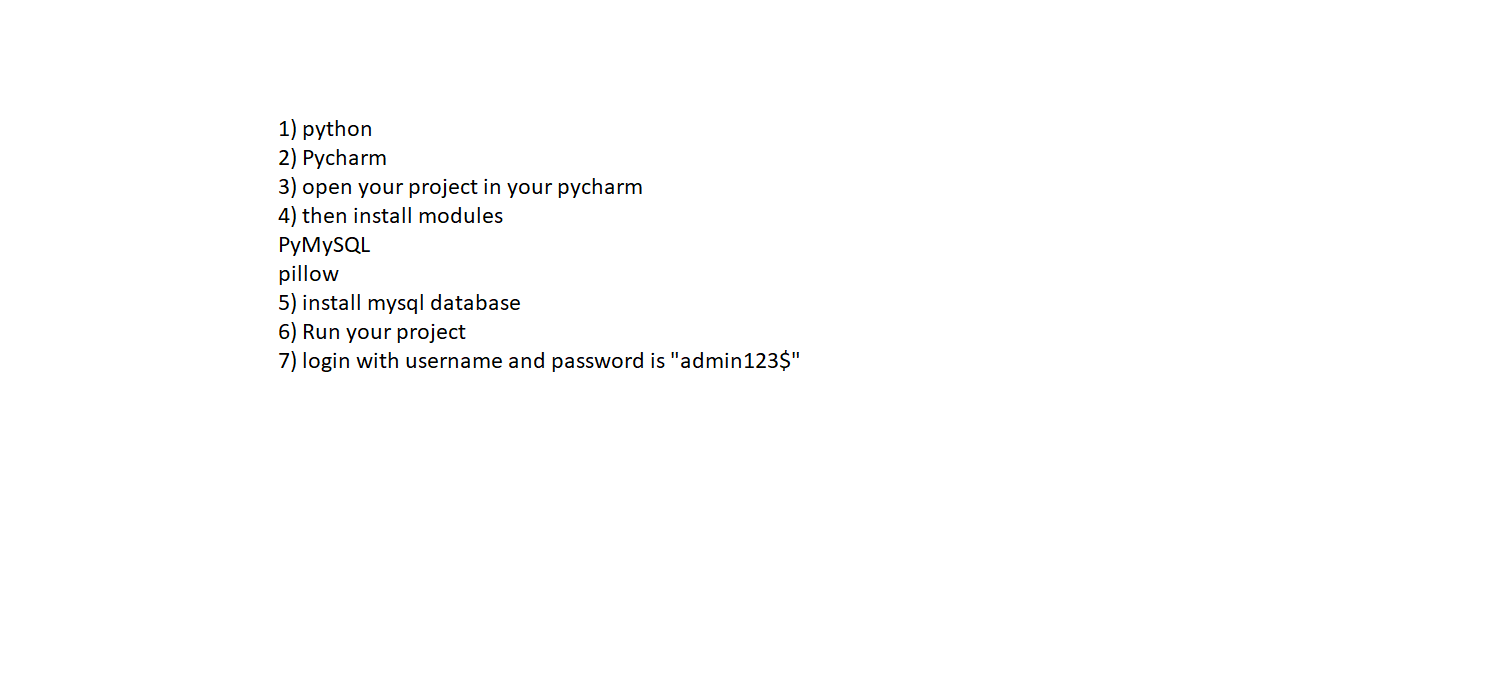 1) python
2) Pycharm
3) open your project in your pycharm
4) then install modules
PyMySQL
pillow
5) install mysql database
6) Run your project
7) login with username and password is "admin123$"